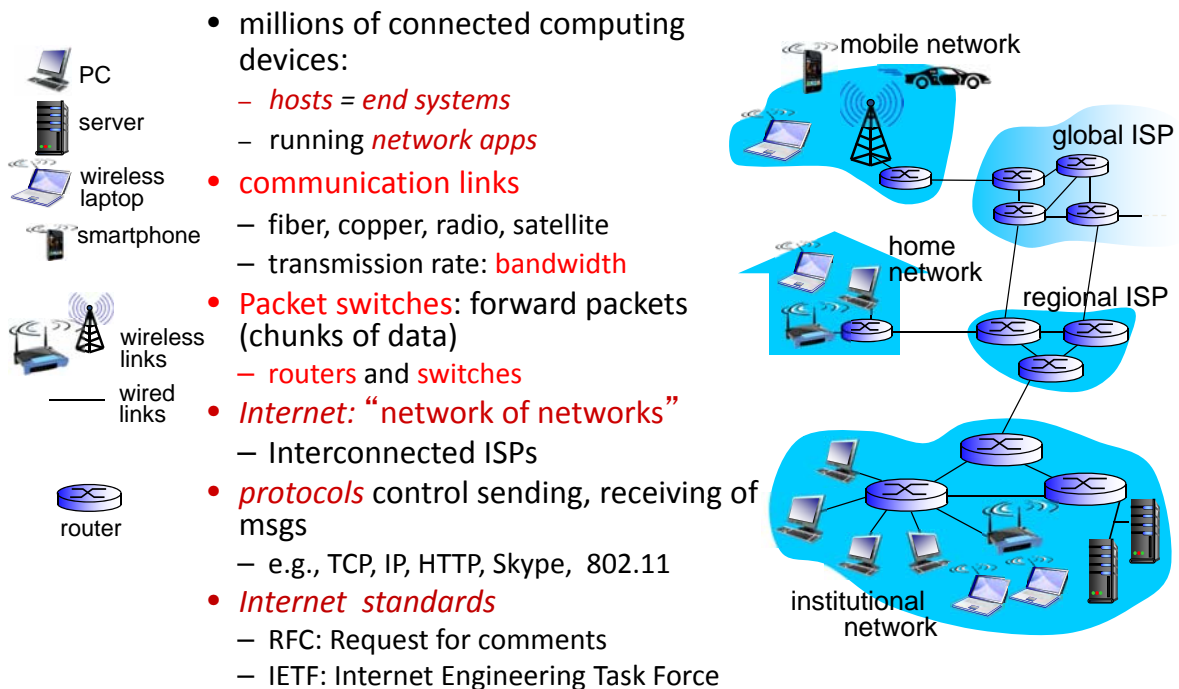 PC
server
wireless
laptop
smartphone
wireless
links
wired
links
router
• millions of connected computing
devices:
– hosts = end systems
– running network apps
• communication links
– fiber, copper, radio, satellite
– transmission rate: bandwidth
• Packet switches: forward packets
(chunks of data)
– routers and switches
• Internet: “network of networks”
– Interconnected ISPs
• protocols control sending, receiving of
msgs
– e.g., TCP, IP, HTTP, Skype, 802.11
• Internet standards
– RFC: Request for comments
– IETF: Internet Engineering Task Force
mobile network
global ISP
home
network
regional ISP
institutional
network